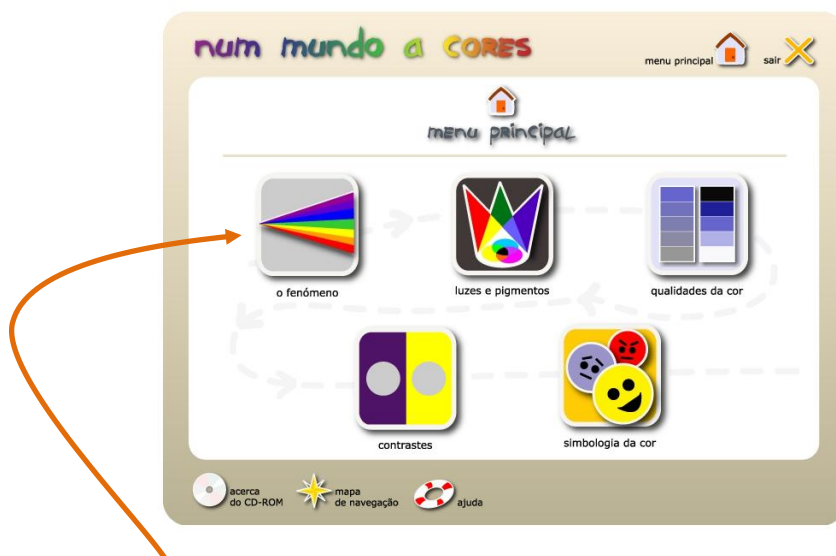 num mundo a CORES
menu principal
sair
menu principal
o fenómeno
luzes e pigmentos
qualidades da cor
contrastes
simbologia da cor
acerca
do CD-ROM
mapa
de navegação
ajuda